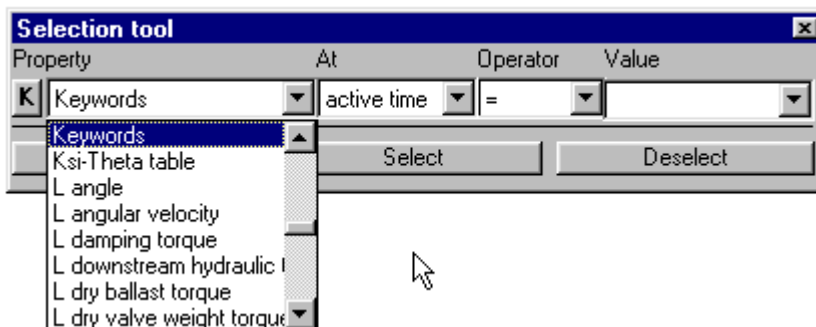 Selection tool
Property At Operator Value
K Keywords active time =
Keywords
Ksi-Theta table
Select Deselect
L angle
L angular velocity
L damping torque
L downstream hydraulic
L dry ballast torque
L dry valve weight torque